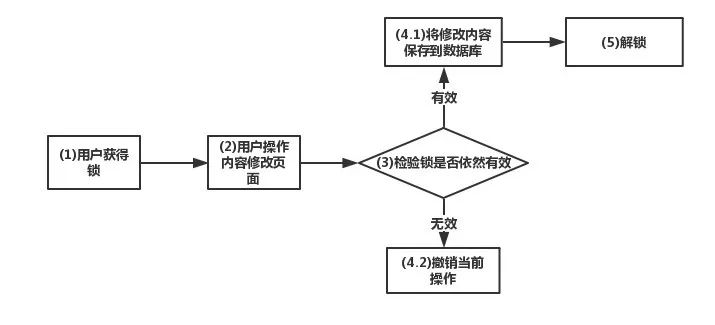 (4.1)将修改内容
保存到数据库
(5)解锁
有效
(1)用户获得
锁
(2)用户操作
内容修改页
面
(3)检验锁是否依然有效
无效
(4.2)撤销当前
操作